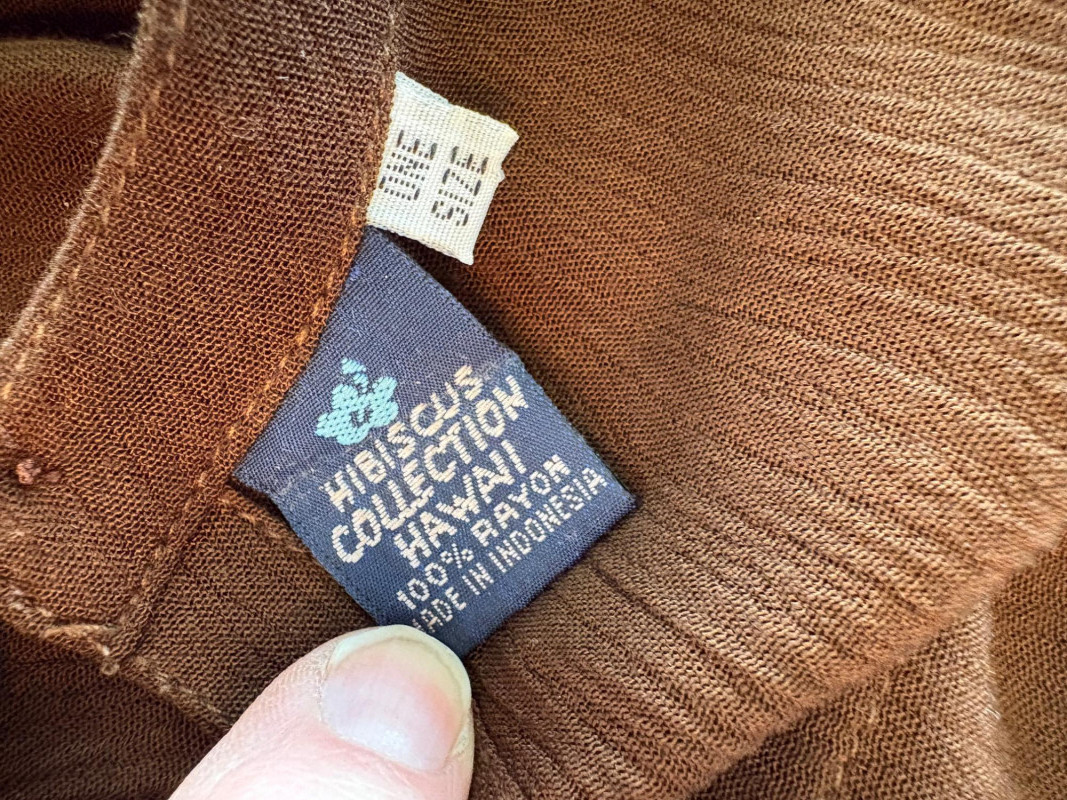 ONE
SIZE
HIBISCUS
COLLECTION
HAWAII
100% RAYON
MADE IN INDONESIA